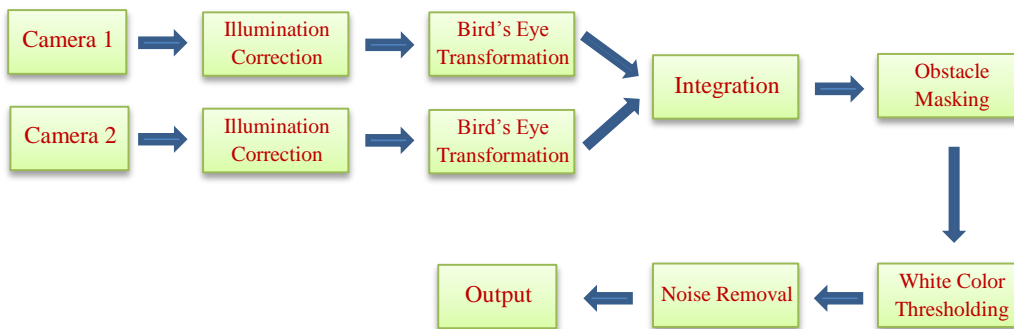 Camera 1
Illumination
Correction
Bird's Eye
Transformation
Integration
Obstacle
Masking
Camera 2
Illumination
Correction
Bird's Eye
Transformation
Output
Noise Removal
White Color
Thresholding